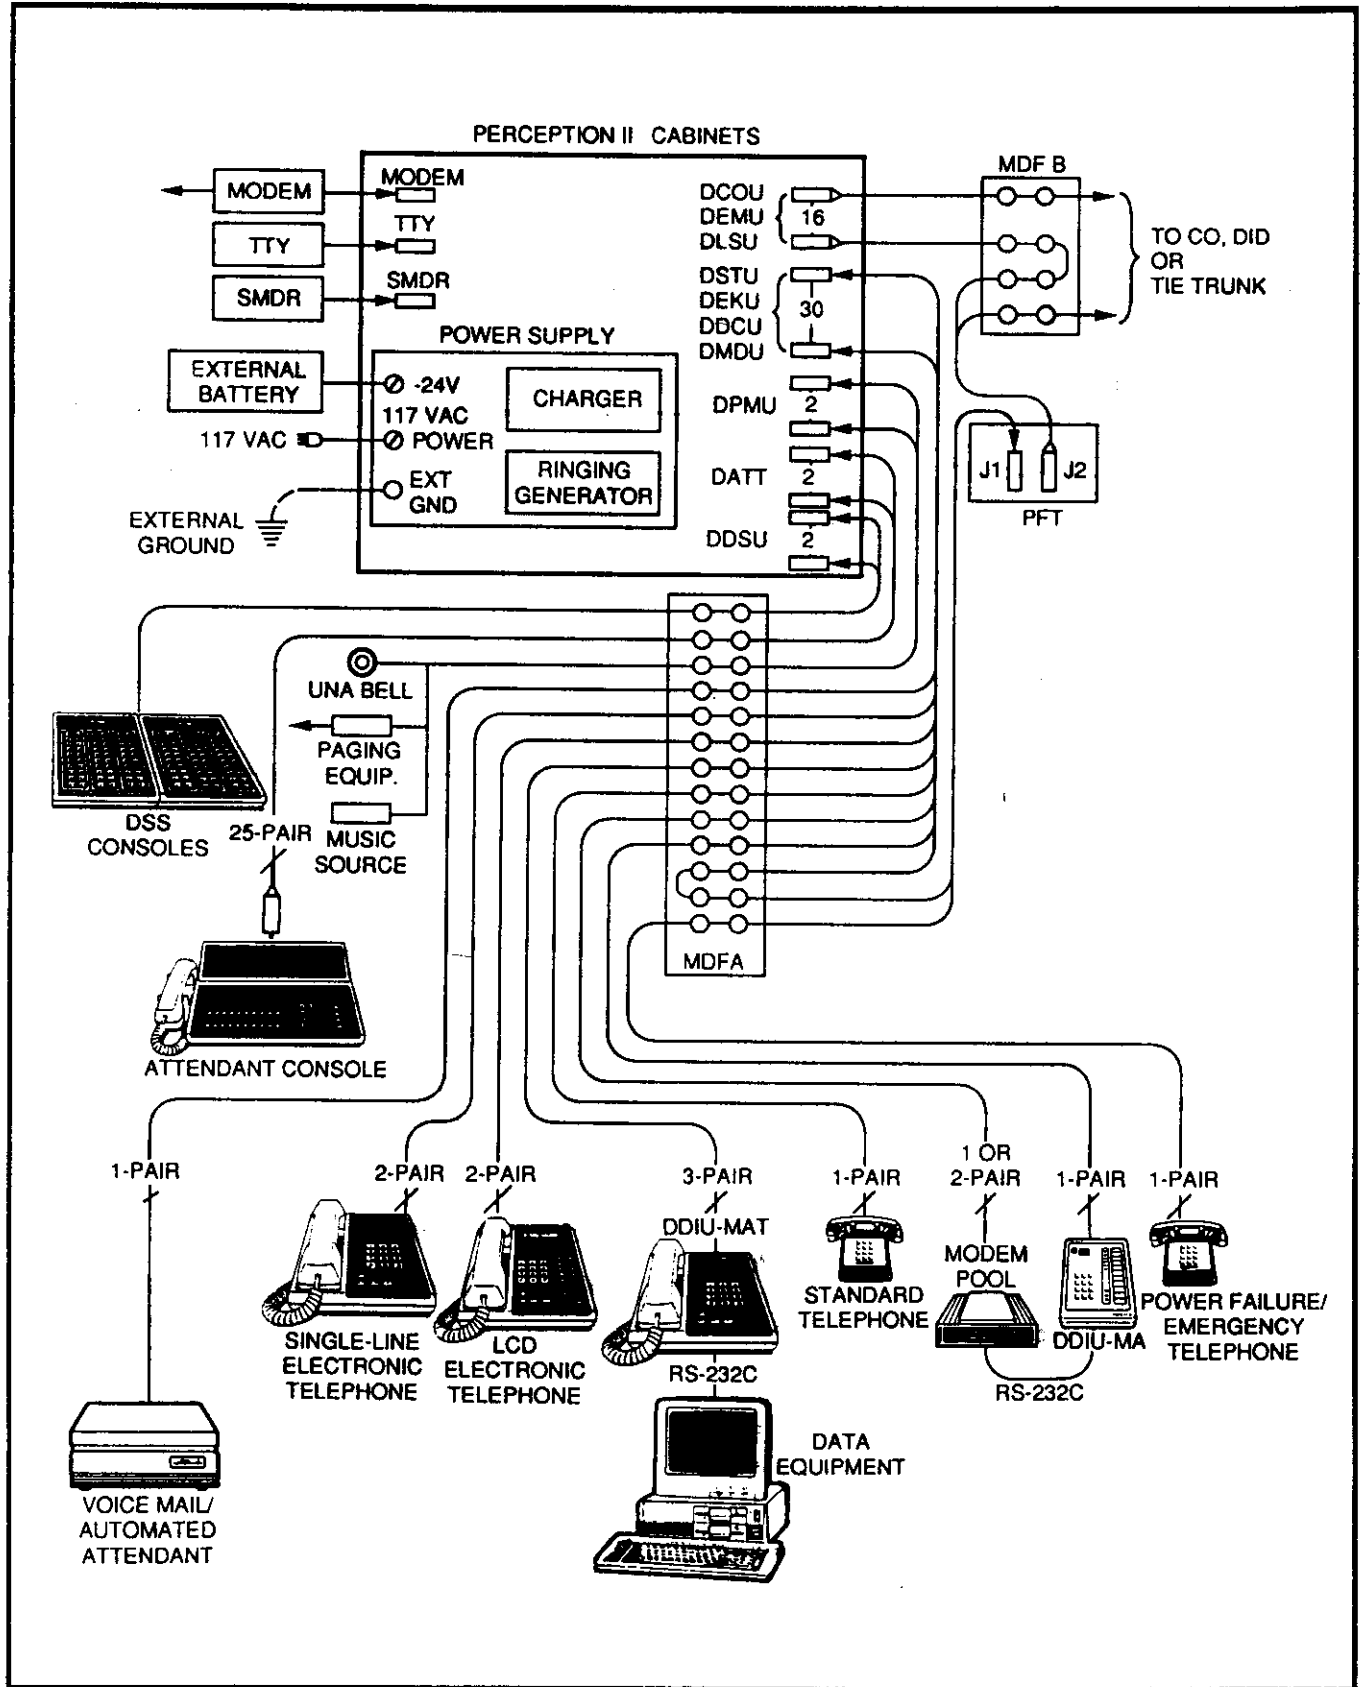 PERCEPTION II CABINETS
MODEM
MODEM
TTY
TTY
SMDR
SMDR
POWER SUPPLY
EXTERNAL
BATTERY
-24V
117 VAC
117 VAC
POWER
EXT
GND
EXTERNAL
GROUND
CHARGER
RINGING
GENERATOR
DCOU
DEMU
DLSU
16
DSTU
DEKU
DDCU
DMDU
30
DPMU
2
DATT
2
DDSU
2
MDF B
TO CO, DID
OR
TIE TRUNK
J1
J2
PFT
UNA BELL
PAGING
EQUIP.
MUSIC
SOURCE
DSS
CONSOLES
25-PAIR
ATTENDANT CONSOLE
MDFA
1-PAIR
2-PAIR
2-PAIR
3-PAIR
1-PAIR
1 OR
2-PAIR
1-PAIR
1-PAIR
DDIU-MAT
SINGLE-LINE
ELECTRONIC
TELEPHONE
LCD
ELECTRONIC
TELEPHONE
RS-232C
STANDARD
TELEPHONE
MODEM
POOL
DDIU-MA
RS-232C
POWER FAILURE/
EMERGENCY
TELEPHONE
DATA
EQUIPMENT
VOICE MAIL/
AUTOMATED
ATTENDANT